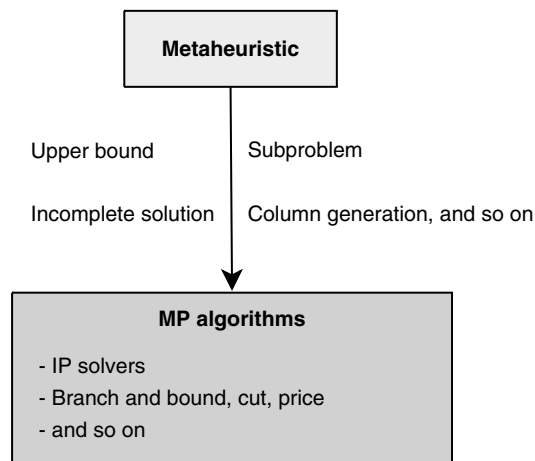 Metaheuristic
Upper bound
Subproblem
Incomplete solution
Column generation, and so on
MP algorithms
- IP solvers
- Branch and bound, cut, price
- and so on